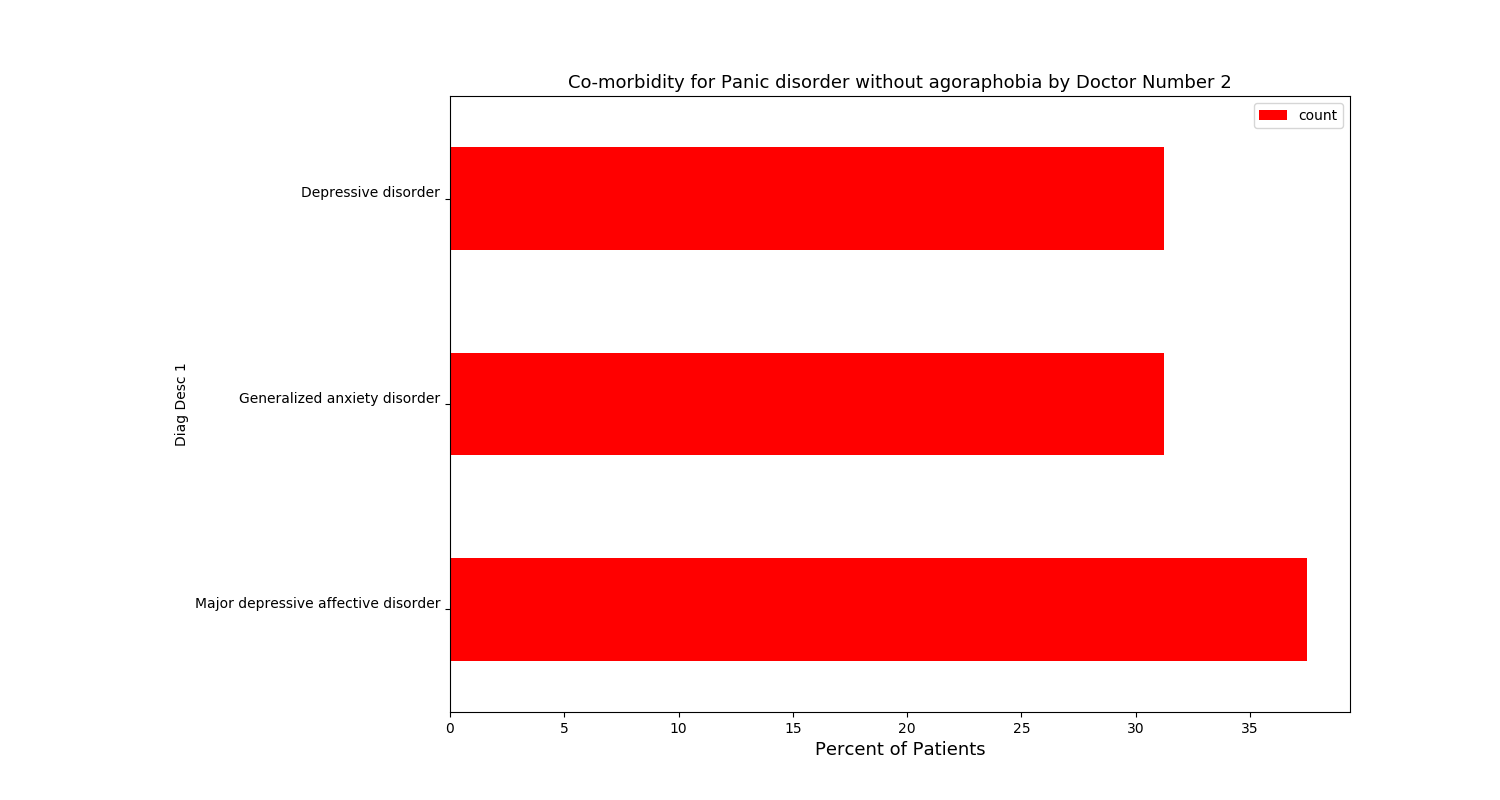 Co-morbidity for Panic disorder without agoraphobia by Doctor Number 2
count
Depressive disorder
Generalized anxiety disorder
Major depressive affective disorder
Diag Desc 1
0 5 10 15 20 25 30 35
Percent of Patients